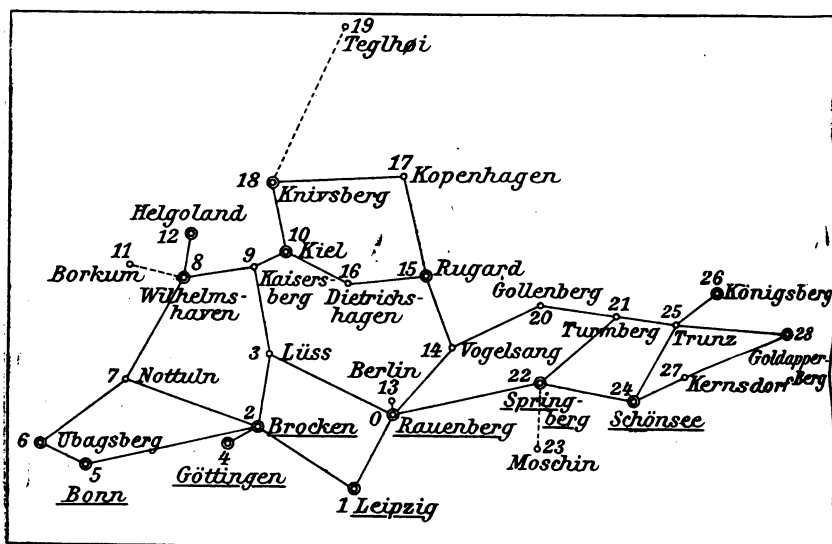 19
Teglhøi
17
Kopenhagen
18
Knivsberg
Helgoland
12
10
Kiel
11
Borkum
8
9
Wilhelms-
haven
Kaisers-
berg
16
Dietrichs-
hagen
15
Rugard
Gollenberg
20
21
Turmberg
25
Trunz
26
Königsberg
28
Goldapper-
Berg
3
Lüss
Berlin
13
14
Vogelsang
7
Nottuln
22
Spring-
berg
24
Schönsee
27
Kernsdorf
2
Brocken
0
Rauenberg
6
Ubagsberg
5
Bonn
4
Göttingen
23
Moschin
1 Leipzig